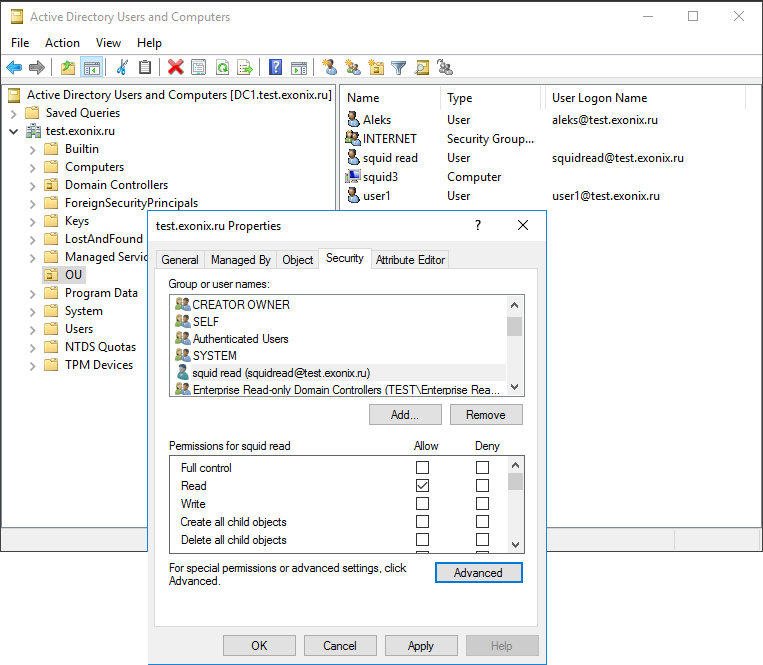 Active Directory Users and Computers
File Action View Help
Active Directory Users and Computers [DC1.test.exonix.ru]
Saved Queries
test.exonix.ru
Builtin
Computers
Domain Controllers
ForeignSecurityPrincipals
Keys
LostAndFound
Managed Servic
OU
Program Data
System
Users
NTDS Quotas
TPM Devices
Name Type User Logon Name
Aleks User aleks@test.exonix.ru
INTERNET Security Group...
squid read User squidread@test.exonix.ru
squid3 Computer
user1 User user1@test.exonix.ru
test.exonix.ru Properties
?
General Managed By Object Security Attribute Editor
Group or user names:
CREATOR OWNER
SELF
Authenticated Users
SYSTEM
squid read (squidread@test.exonix.ru)
Enterprise Read-only Domain Controllers (TEST\Enterprise Rea...
Add... Remove
Permissions for squid read Allow Deny
Full control
Read
Write
Create all child objects
Delete all child objects
For special permissions or advanced settings, click
Advanced.
Advanced
OK Cancel Apply Help